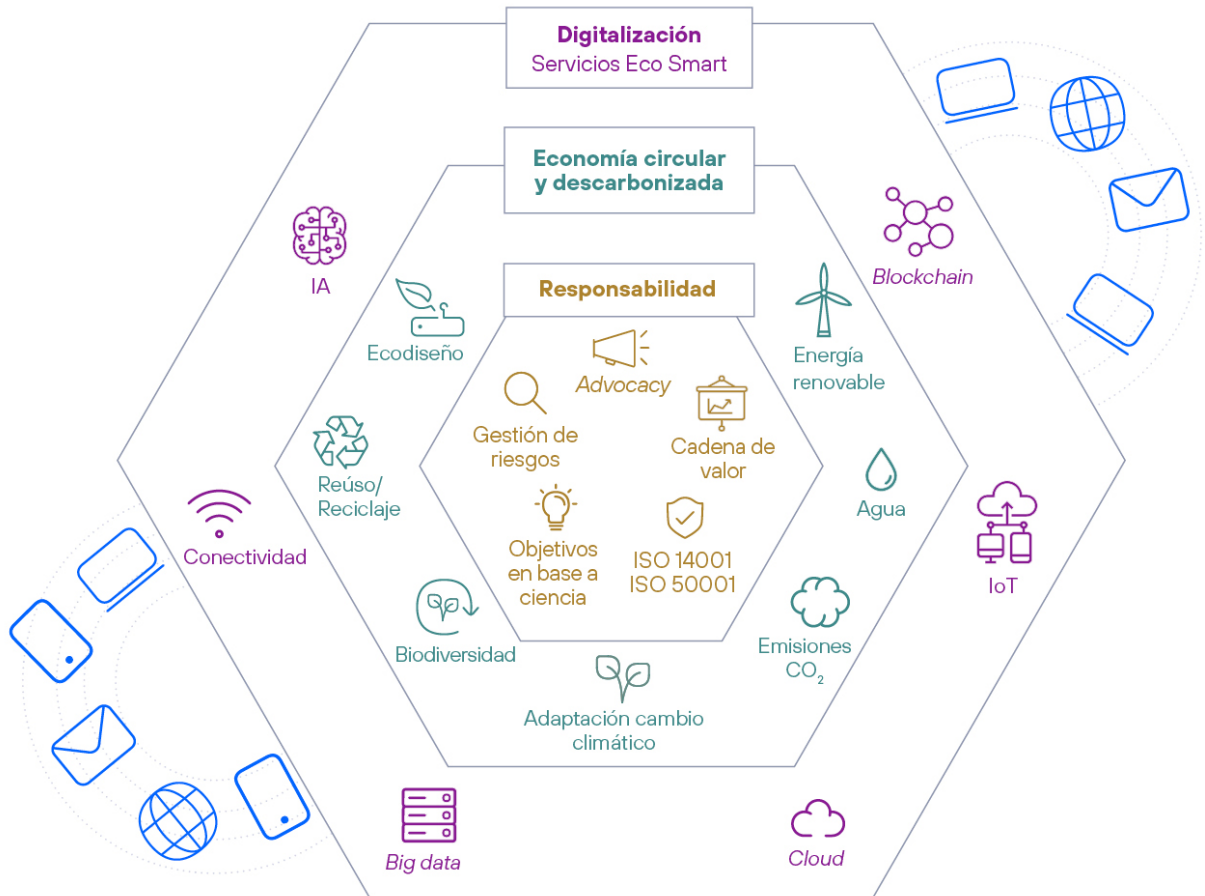 Digitalización
Servicios Eco Smart
Economía circular
y descarbonizada
Responsabilidad
IA
Blockchain
Ecodiseño
Energía
renovable
Advocacy
Gestión de
riesgos
Cadena de
valor
Reúso/
Reciclaje
Agua
Conectividad
IoT
Objetivos
en base a
ciencia
ISO 14001
ISO 50001
Biodiversidad
Emisiones
CO₂
Adaptación cambio
climático
Big data
Cloud